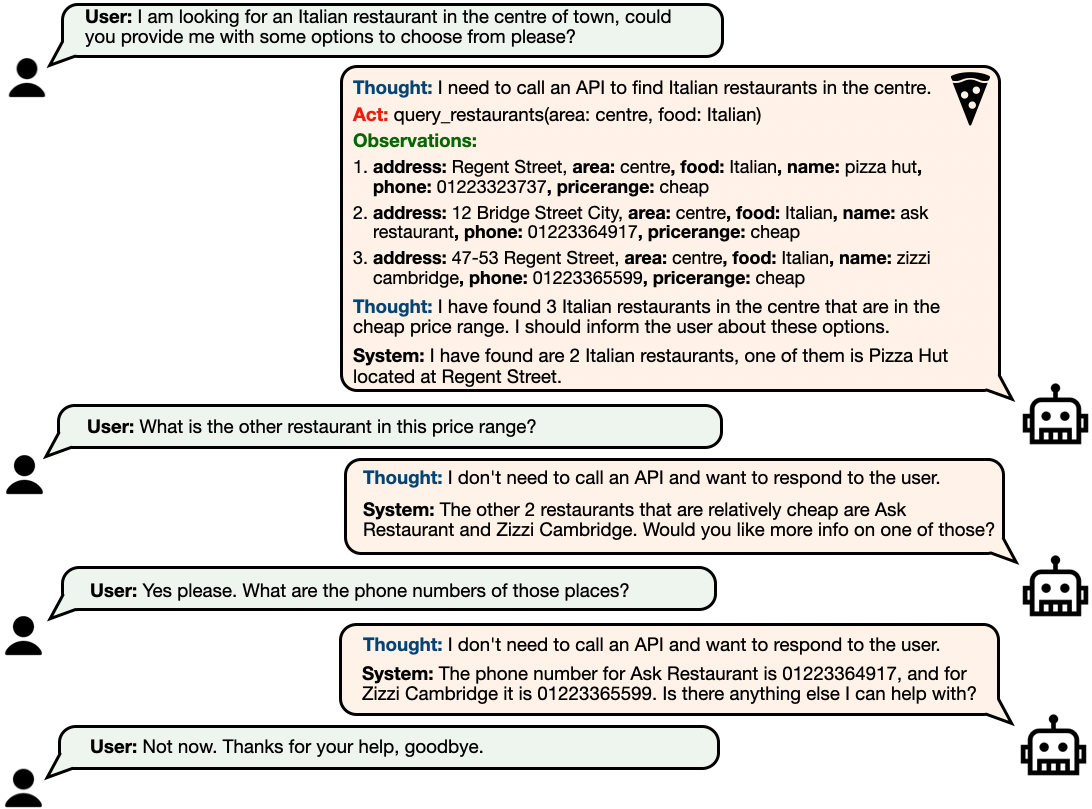 User: I am looking for an Italian restaurant in the centre of town, could
you provide me with some options to choose from please?
Thought: I need to call an API to find Italian restaurants in the centre.
Act: query_restaurants(area: centre, food: Italian)
Observations:
1. address: Regent Street, area: centre, food: Italian, name: pizza hut,
phone: 01223323737, pricerange: cheap
2. address: 12 Bridge Street City, area: centre, food: Italian, name: ask
restaurant, phone: 01223364917, pricerange: cheap
3. address: 47-53 Regent Street, area: centre, food: Italian, name: zizzi
cambridge, phone: 01223365599, pricerange: cheap
Thought: I have found 3 Italian restaurants in the centre that are in the
cheap price range. I should inform the user about these options.
System: I have found are 2 Italian restaurants, one of them is Pizza Hut
located at Regent Street.
User: What is the other restaurant in this price range?
Thought: I don't need to call an API and want to respond to the user.
System: The other 2 restaurants that are relatively cheap are Ask
Restaurant and Zizzi Cambridge. Would you like more info on one of those?
User: Yes please. What are the phone numbers of those places?
Thought: I don't need to call an API and want to respond to the user.
System: The phone number for Ask Restaurant is 01223364917, and for
Zizzi Cambridge it is 01223365599. Is there anything else I can help with?
User: Not now. Thanks for your help, goodbye.